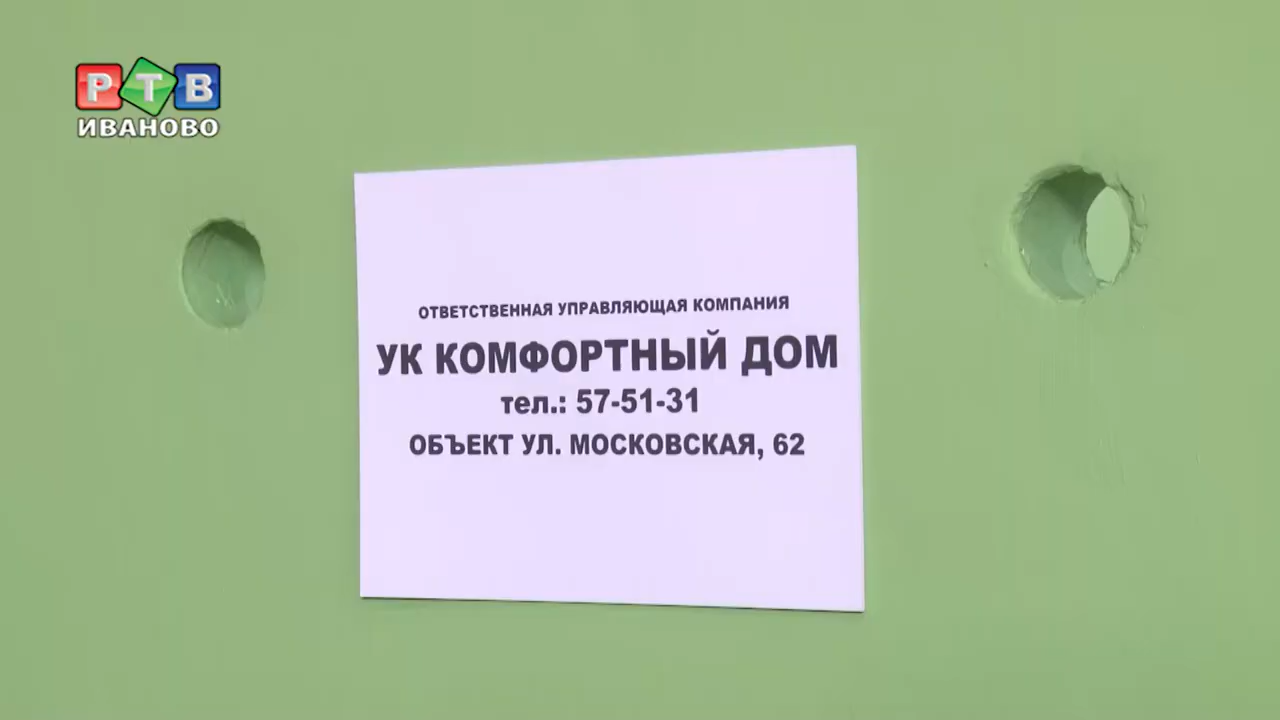 РТВ
ИВАНОВО
ОТВЕТСТВЕННАЯ УПРАВЛЯЮЩАЯ КОМПАНИЯ
УК КОМФОРТНЫЙ ДОМ
тел.: 57-51-31
ОБЪЕКТ УЛ. МОСКОВСКАЯ, 62